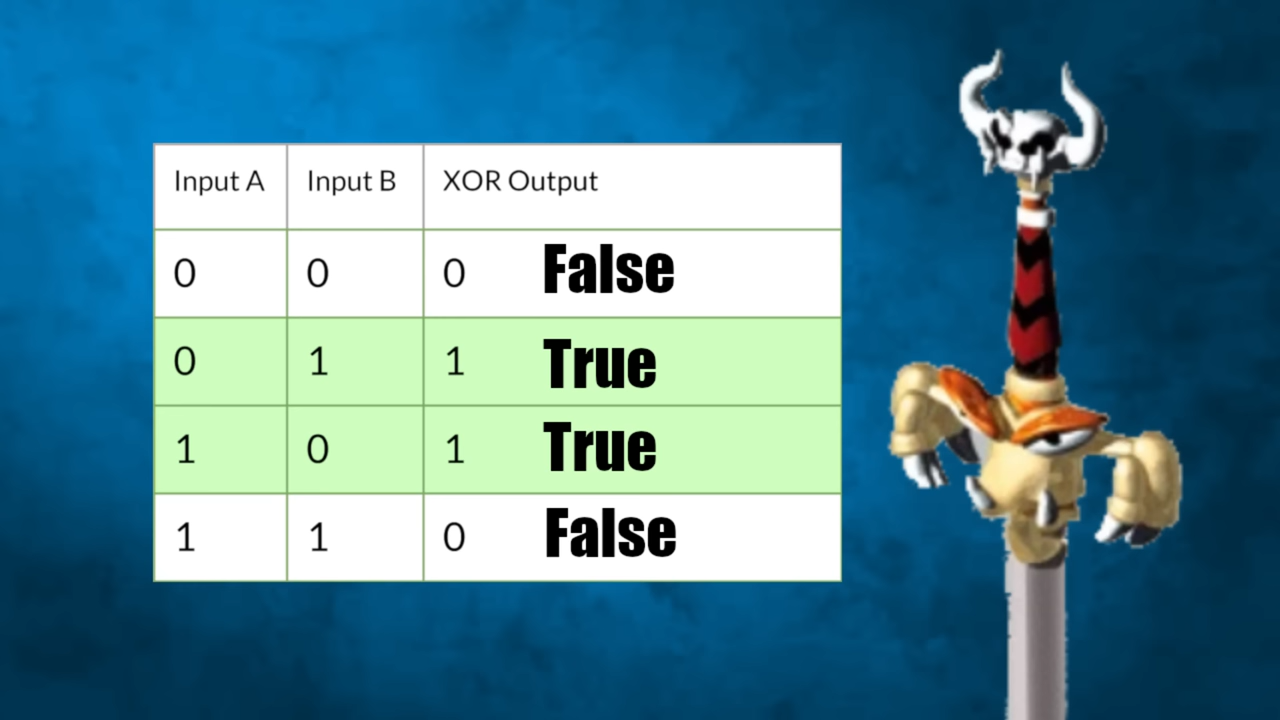 Input A Input B XOR Output
0 0 0 False
0 1 1 True
1 0 1 True
1 1 0 False